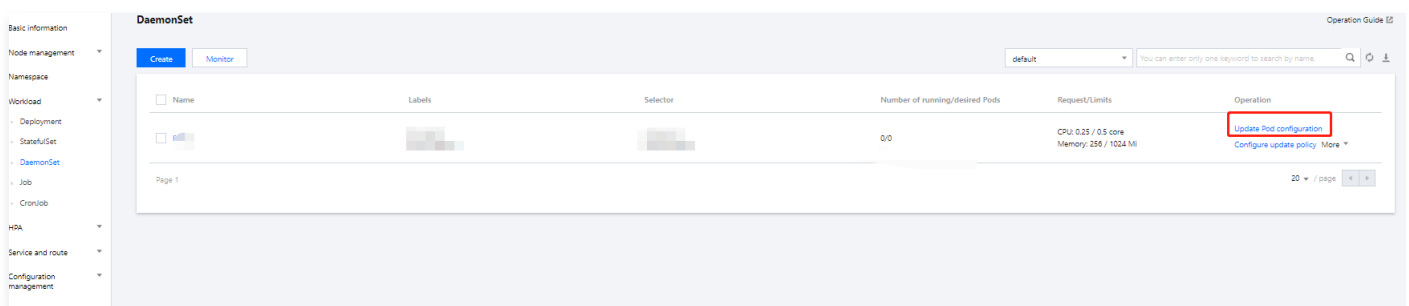 DaemonSet
Operation Guide
Basic information
Node management
Namespace
Workload
Deployment
StatefulSet
DaemonSet
Job
CronJob
HPA
Service and route
Configuration
management
Create
Monitor
default
You can enter only one keyword to search by name.
Name
Labels
Selector
Number of running/desired Pods
Request/Limits
Operation
0/0
CPU: 0.25 / 0.5 core
Memory: 256 / 1024 Mi
Update Pod configuration
Configure update policy More
Page 1
20 / page